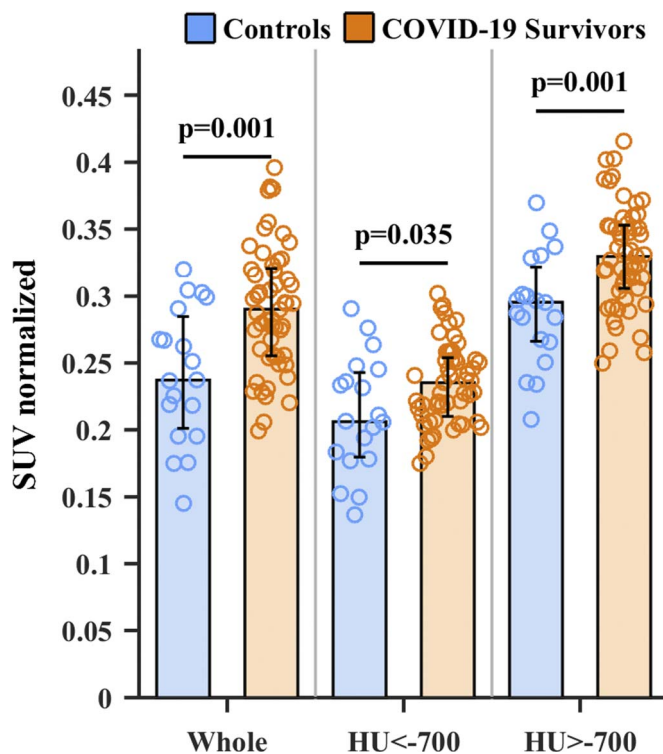 Controls COVID-19 Survivors
p=0.001
p=0.035
p=0.001
SUV normalized
0.45
0.4
0.35
0.3
0.25
0.2
0.15
0.1
0.05
0
Whole HU<-700 HU>-700